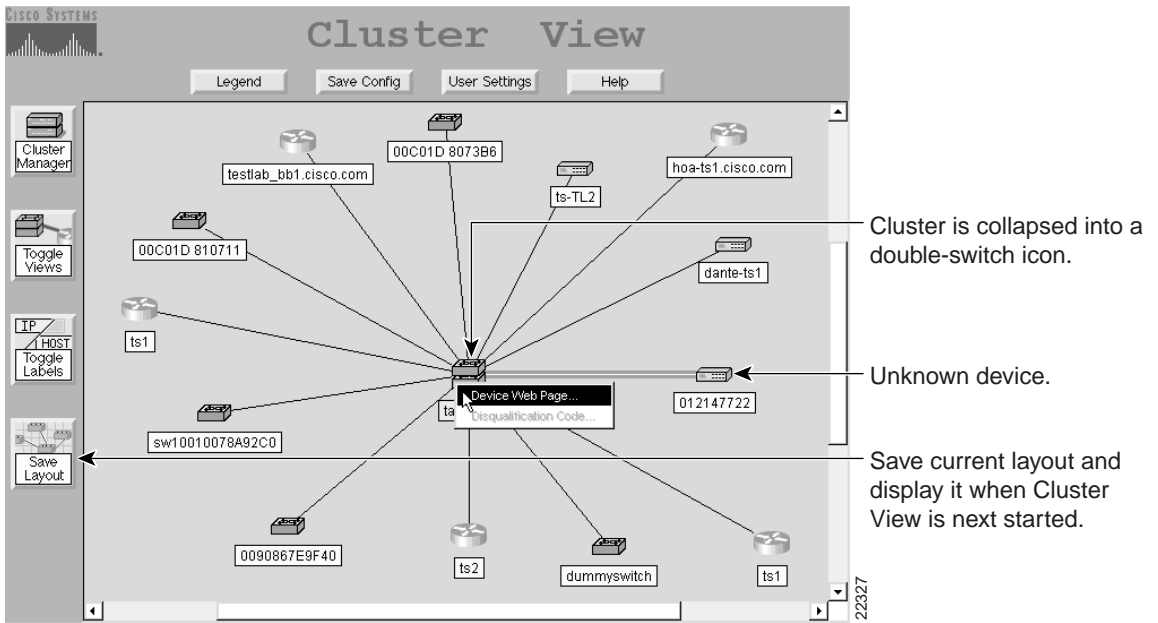 CISCO SYSTEMS
Cluster View
Legend
Save Config
User Settings
Help
Cluster
Manager
Toggle
Views
IP
HOST
Toggle
Labels
Save
Layout
testlab_bb1.cisco.com
00C01D 8073B6
ts-TL2
hoa-ts1.cisco.com
00C01D 810711
dante-ts1
ts1
Device Web Page...
Disqualification Code...
ta
012147722
sw10010078A92C0
0090867E9F40
ts2
dummyswitch
ts1
Cluster is collapsed into a
double-switch icon.
Unknown device.
Save current layout and
display it when Cluster
View is next started.
22327